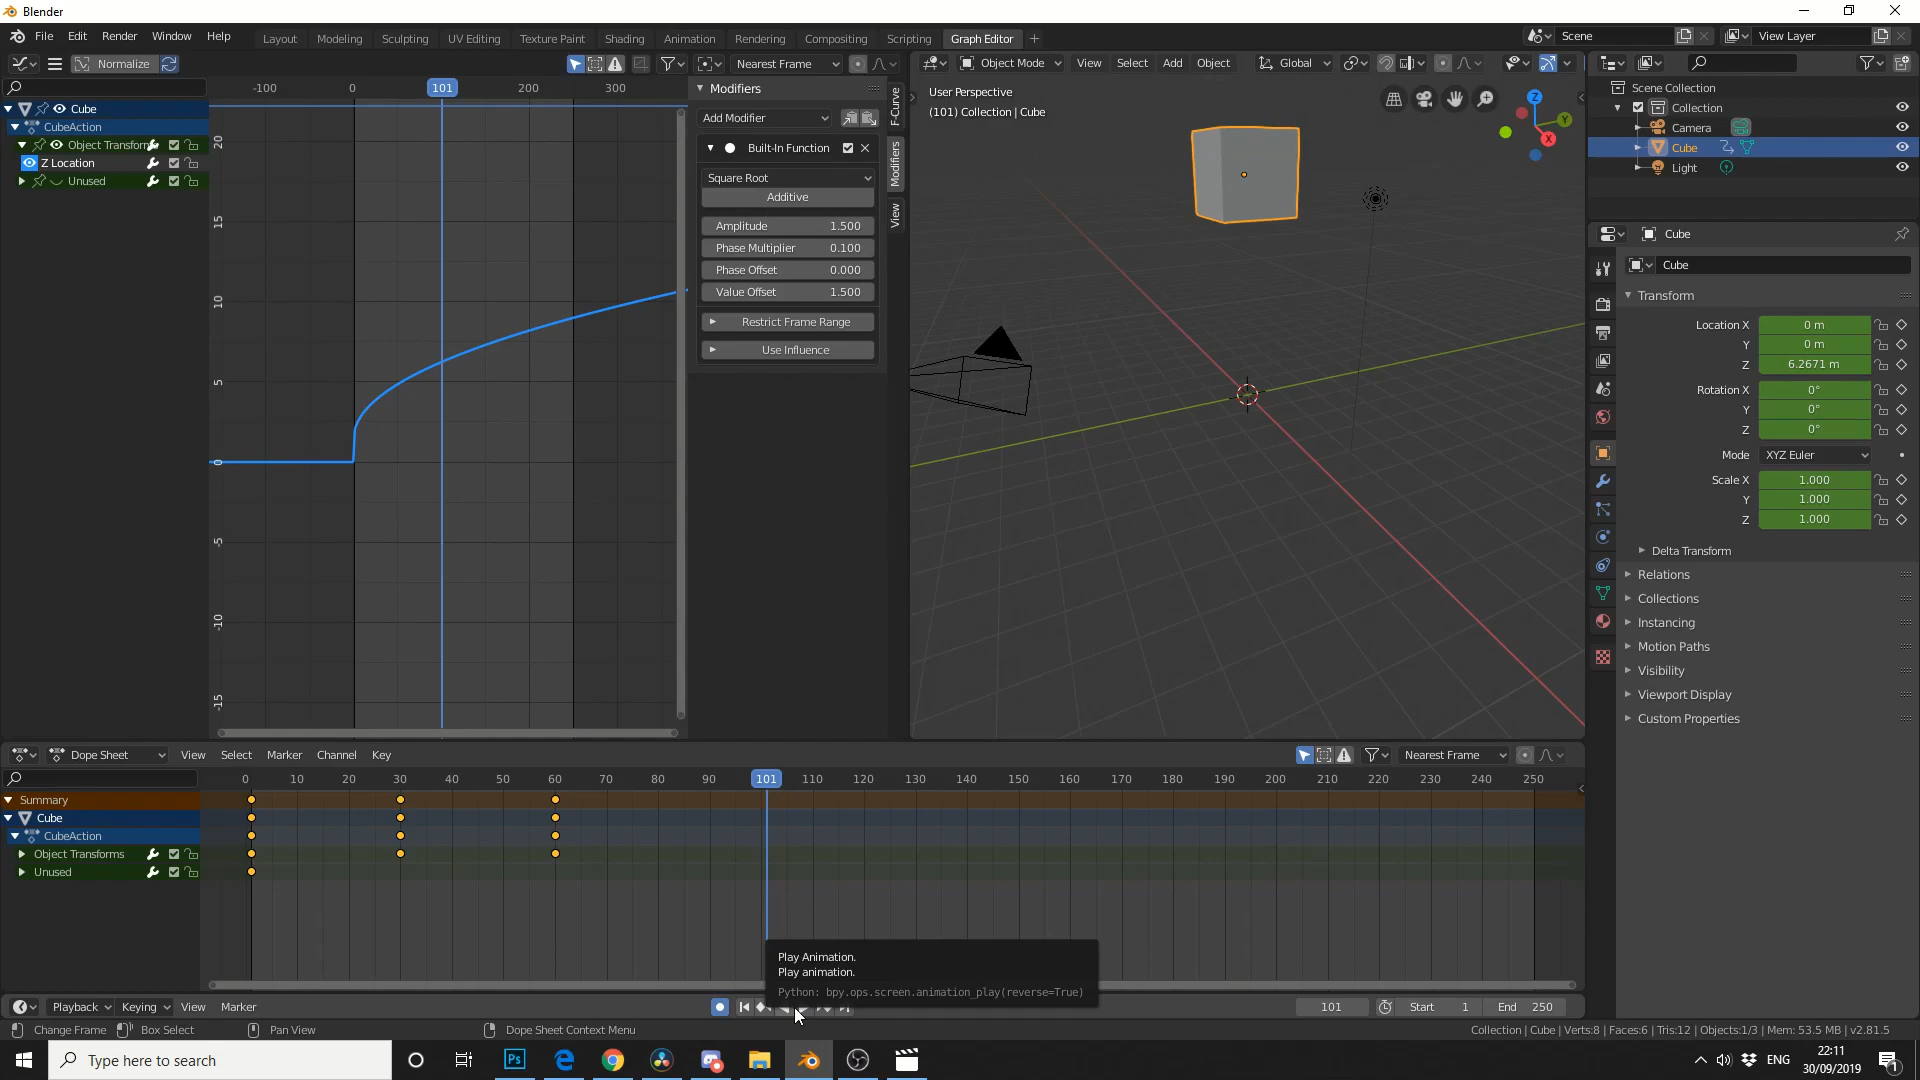 Blender
File Edit Render Window Help
Layout Modeling Sculpting UV Editing Texture Paint Shading Animation Rendering Compositing Scripting Graph Editor
Scene
View Layer
Normalize
Nearest Frame
Object Mode View Select Add Object Global
-100 0 101 200 300
Cube
CubeAction
Object Transform
Z Location
Unused
20
15
10
5
0
-5
-10
-15
Modifiers
Add Modifier
Built-In Function
Square Root
Additive
Amplitude 1.500
Phase Multiplier 0.100
Phase Offset 0.000
Value Offset 1.500
Restrict Frame Range
Use Influence
F-Curve
Modifiers
View
User Perspective
(101) Collection | Cube
Z
Y
X
Scene Collection
Collection
Camera
Cube
Light
Cube
Cube
Transform
Location X 0 m
Y 0 m
Z 6.2671 m
Rotation X 0°
Y 0°
Z 0°
Mode XYZ Euler
Scale X 1.000
Y 1.000
Z 1.000
Delta Transform
Relations
Collections
Instancing
Motion Paths
Visibility
Viewport Display
Custom Properties
Dope Sheet View Select Marker Channel Key
Nearest Frame
0 10 20 30 40 50 60 70 80 90 101 110 120 130 140 150 160 170 180 190 200 210 220 230 240 250
Summary
Cube
CubeAction
Object Transforms
Unused
Play Animation.
Play animation.
Python: bpy.ops.screen.animation_play(reverse=True)
Playback Keying View Marker
101 Start 1 End 250
Change Frame Box Select Pan View Dope Sheet Context Menu
Collection | Cube | Verts:8 | Faces:6 | Tris:12 | Objects:1/3 | Mem: 53.5 MB | v2.81.5
Type here to search
Ps
ENG
22:11
30/09/2019
1